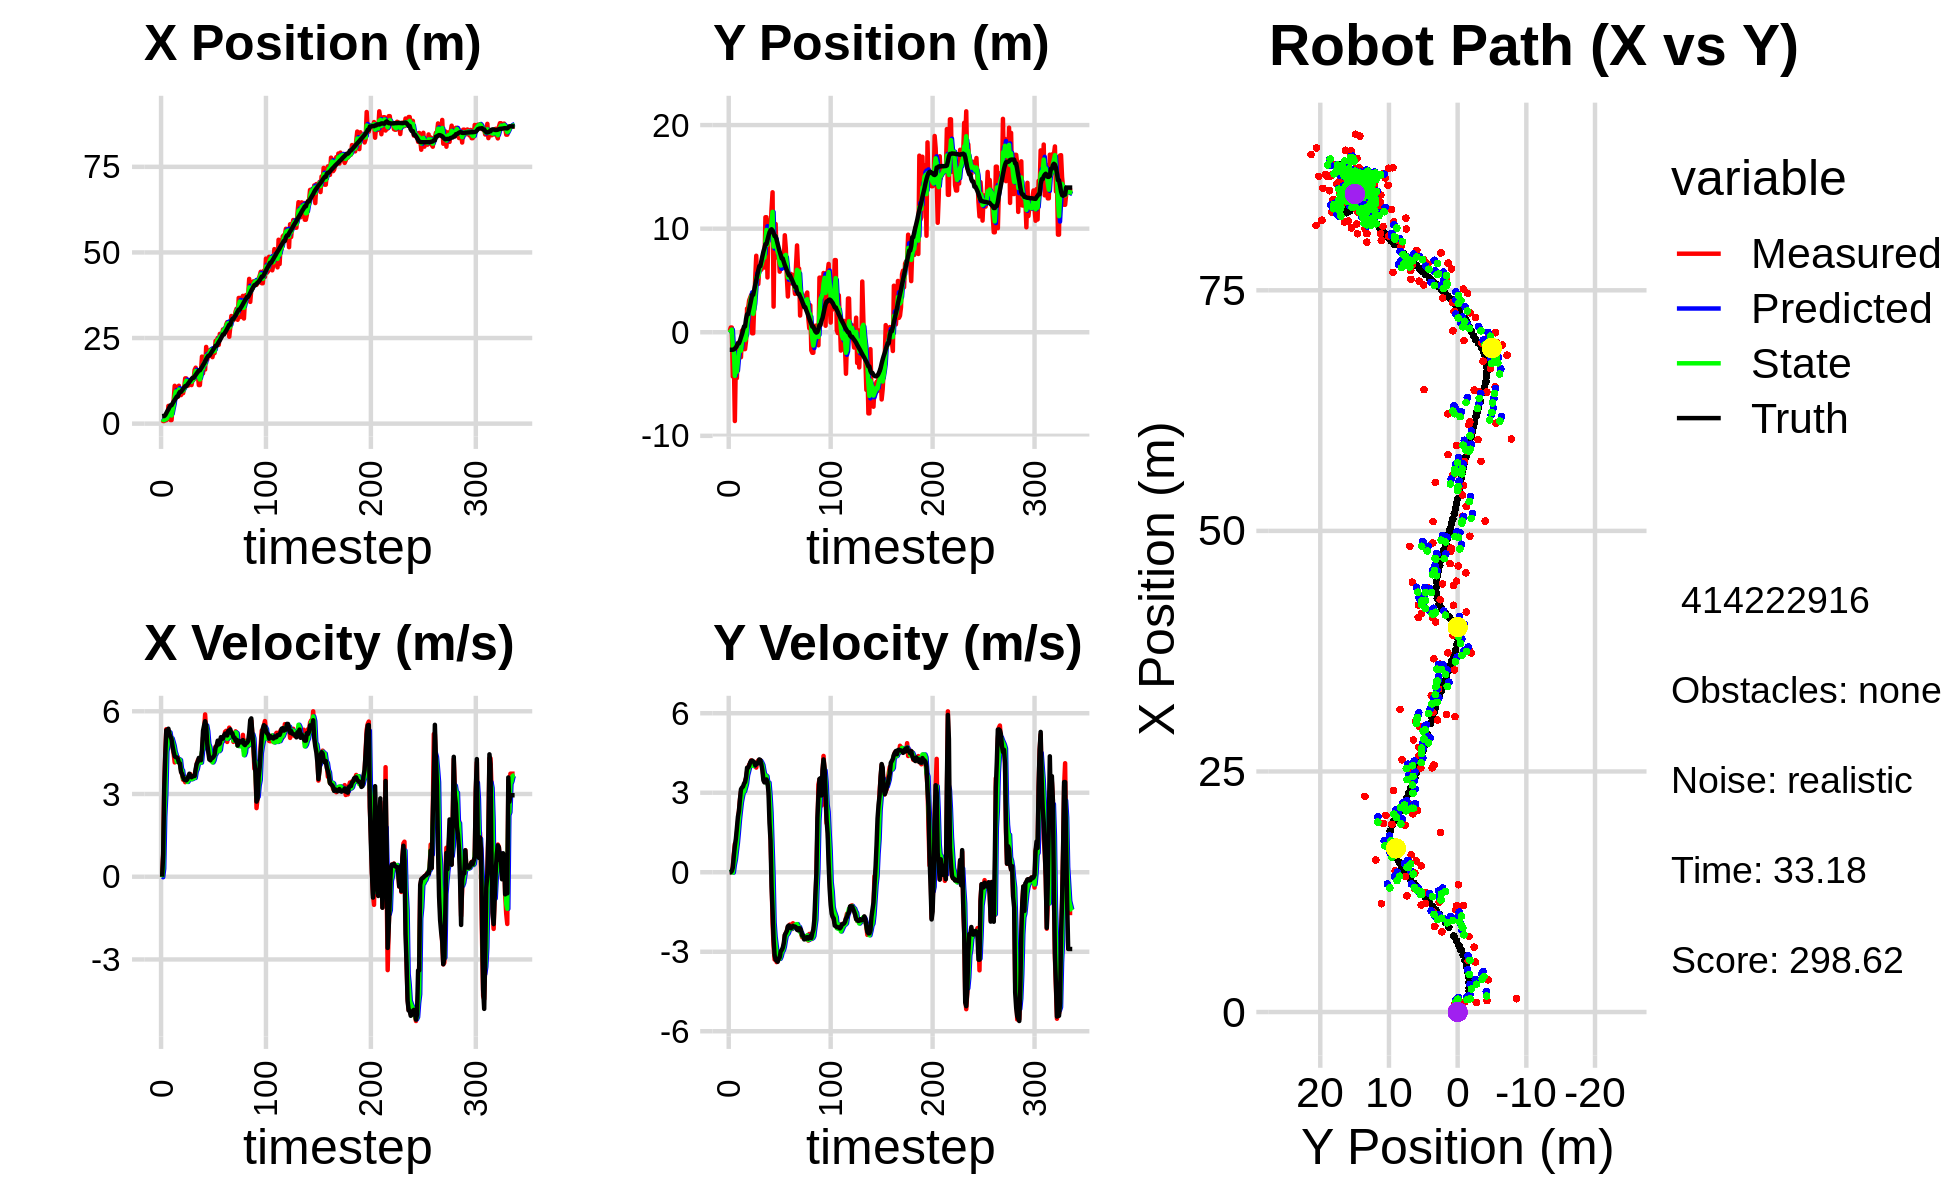 X Position (m)
75
50
25
0
0
100
200
300
timestep
Y Position (m)
20
10
0
-10
0
100
200
300
timestep
X Velocity (m/s)
6
3
0
-3
0
100
200
300
timestep
Y Velocity (m/s)
6
3
0
-3
-6
0
100
200
300
timestep
Robot Path (X vs Y)
X Position (m)
75
50
25
0
20 10 0 -10 -20
Y Position (m)
variable
Measured
Predicted
State
Truth
414222916
Obstacles: none
Noise: realistic
Time: 33.18
Score: 298.62